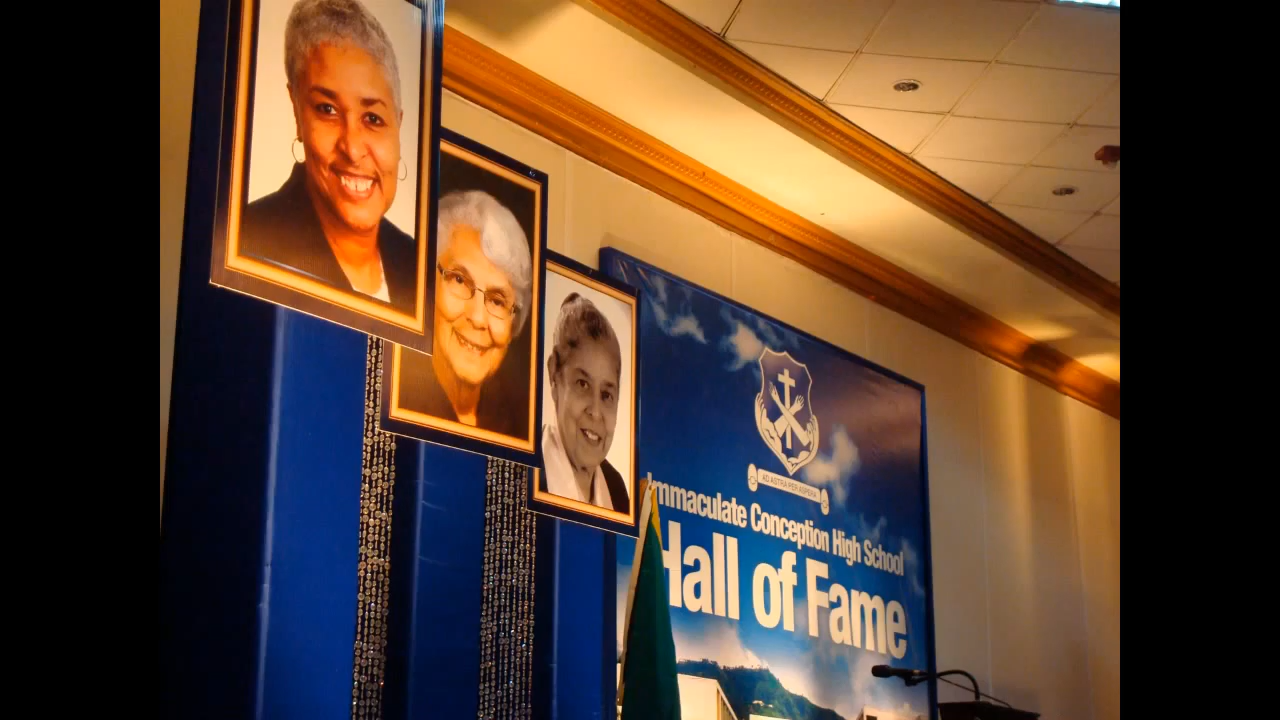 AD ASTRA PER ASPERA
Immaculate Conception High School
Hall of Fame